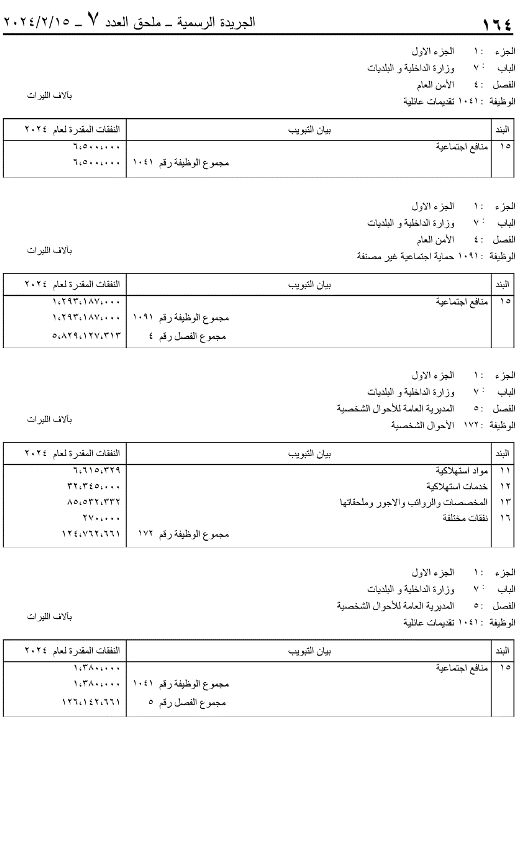 ١٦٤ الجريدة الرسمية – ملحق العدد ٧ – ٢٠٢٤/٢/١٥
الجزء : ١ الجزء الاول
الباب : ٧ وزارة الداخلية و البلديات
الفصل : ٤ الأمن العام
الوظيفة : ١٠٤١ تقديمات عائلية
بآلاف الليرات
البند بيان التبويب النفقات المقدرة لعام ٢٠٢٤
١٥ منافع اجتماعية ٦،٥٠٠،٠٠٠
مجموع الوظيفة رقم ١٠٤١ ٦،٥٠٠،٠٠٠
الجزء : ١ الجزء الاول
الباب : ٧ وزارة الداخلية و البلديات
الفصل : ٤ الأمن العام
الوظيفة : ١٠٩١ حماية اجتماعية غير مصنفة
بآلاف الليرات
البند بيان التبويب النفقات المقدرة لعام ٢٠٢٤
١٥ منافع اجتماعية ١،٢٩٣،١٨٧،٠٠٠
مجموع الوظيفة رقم ١٠٩١ ١،٢٩٣،١٨٧،٠٠٠
مجموع الفصل رقم ٤ ٥،٨٢٩،١٢٧،٣١٣
الجزء : ١ الجزء الاول
الباب : ٧ وزارة الداخلية و البلديات
الفصل : ٥ المديرية العامة للأحوال الشخصية
الوظيفة : ١٧٢ الأحوال الشخصية
بآلاف الليرات
البند بيان التبويب النفقات المقدرة لعام ٢٠٢٤
١١ مواد استهلاكية ٦،٦١٥،٣٢٩
١٢ خدمات استهلاكية ٣٢،٣٤٥،٠٠٠
١٣ المخصصات والرواتب والاجور وملحقاتها ٨٥،٥٣٢،٣٣٢
١٦ نفقات مختلفة ٢٧٠،٠٠٠
مجموع الوظيفة رقم ١٧٢ ١٢٤،٧٦٢،٦٦١
الجزء : ١ الجزء الاول
الباب : ٧ وزارة الداخلية و البلديات
الفصل : ٥ المديرية العامة للأحوال الشخصية
الوظيفة : ١٠٤١ تقديمات عائلية
بآلاف الليرات
البند بيان التبويب النفقات المقدرة لعام ٢٠٢٤
١٥ منافع اجتماعية ١،٣٨٠،٠٠٠
مجموع الوظيفة رقم ١٠٤١ ١،٣٨٠،٠٠٠
مجموع الفصل رقم ٥ ١٢٦،١٤٢،٦٦١